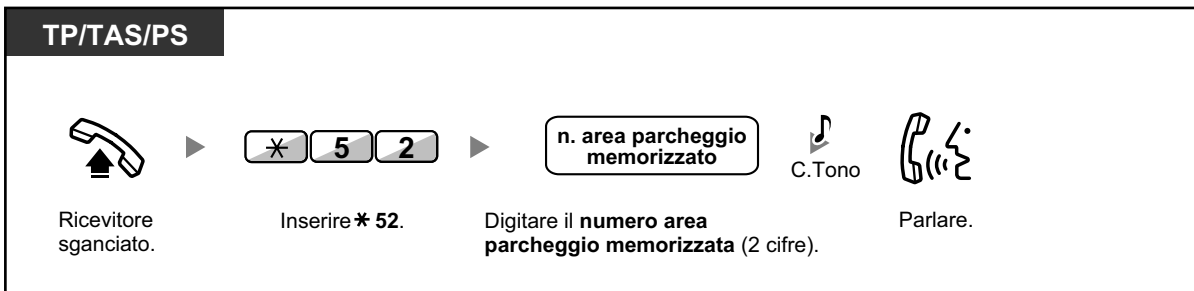 TP/TAS/PS
* 5 2
n. area parcheggio
memorizzato
C.Tono
Ricevitore
sganciato.
Inserire * 52.
Digitare il numero area
parcheggio memorizzata (2 cifre).
Parlare.